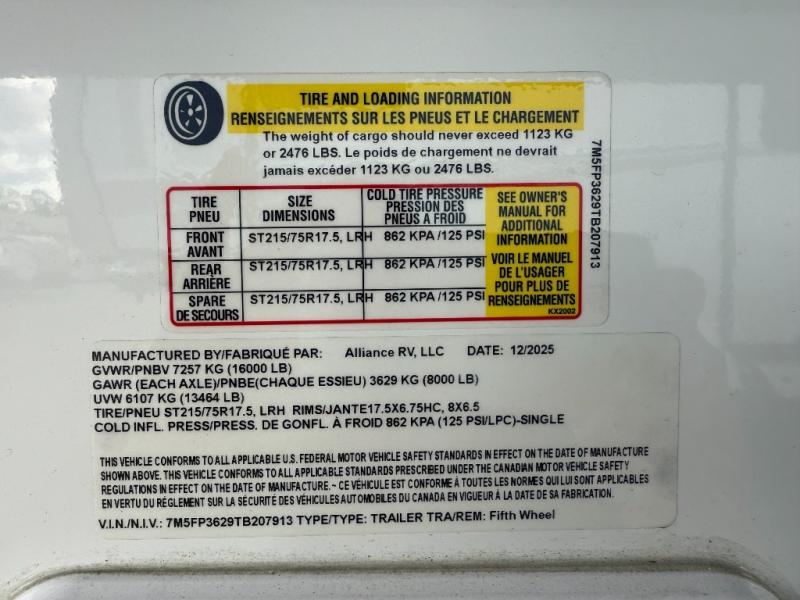 TIRE AND LOADING INFORMATION
RENSEIGNEMENTS SUR LES PNEUS ET LE CHARGEMENT
The weight of cargo should never exceed 1123 KG
or 2476 LBS. Le poids de chargement ne devrait
jamais excéder 1123 KG ou 2476 LBS.
TIRE PNEU
SIZE DIMENSIONS
COLD TIRE PRESSURE
PRESSION DES
PNEUS A FROID
FRONT AVANT
ST215/75R17.5, LRH 862 KPA /125 PSI
REAR ARRIÈRE
ST215/75R17.5, LRH 862 KPA /125 PSI
SPARE DE SECOURS
ST215/75R17.5, LRH 862 KPA /125 PSI
SEE OWNER'S
MANUAL FOR
ADDITIONAL
INFORMATION
VOIR LE MANUEL
DE L'USAGER
POUR PLUS DE
RENSEIGNEMENTS
KX2002
7M5FP3629TB207913
MANUFACTURED BY/FABRIQUÉ PAR: Alliance RV, LLC DATE: 12/2025
GVWR/PNBV 7257 KG (16000 LB)
GAWR (EACH AXLE)/PNBE(CHAQUE ESSIEU) 3629 KG (8000 LB)
UVW 6107 KG (13464 LB)
TIRE/PNEU ST215/75R17.5, LRH RIMS/JANTE17.5X6.75HC, 8X6.5
COLD INFL. PRESS/PRESS. DE GONFL. À FROID 862 KPA (125 PSI/LPC)-SINGLE
THIS VEHICLE CONFORMS TO ALL APPLICABLE U.S. FEDERAL MOTOR VEHICLE SAFETY STANDARDS IN EFFECT ON THE DATE OF MANUFACTURE
SHOWN ABOVE. THIS VEHICLE CONFORMS TO ALL APPLICABLE STANDARDS PRESCRIBED UNDER THE CANADIAN MOTOR VEHICLE SAFETY
REGULATIONS IN EFFECT ON THE DATE OF MANUFACTURE.~ CE VÉHICULE EST CONFORME À TOUTES LES NORMES QUI LUI SONT APPLICABLES
EN VERTU DU RÈGLEMENT SUR LA SÉCURITÉ DES VÉHICULES AUTOMOBILES DU CANADA EN VIGUEUR À LA DATE DE SA FABRICATION.
V.I.N./N.I.V.: 7M5FP3629TB207913 TYPE/TYPE: TRAILER TRA/REM: Fifth Wheel